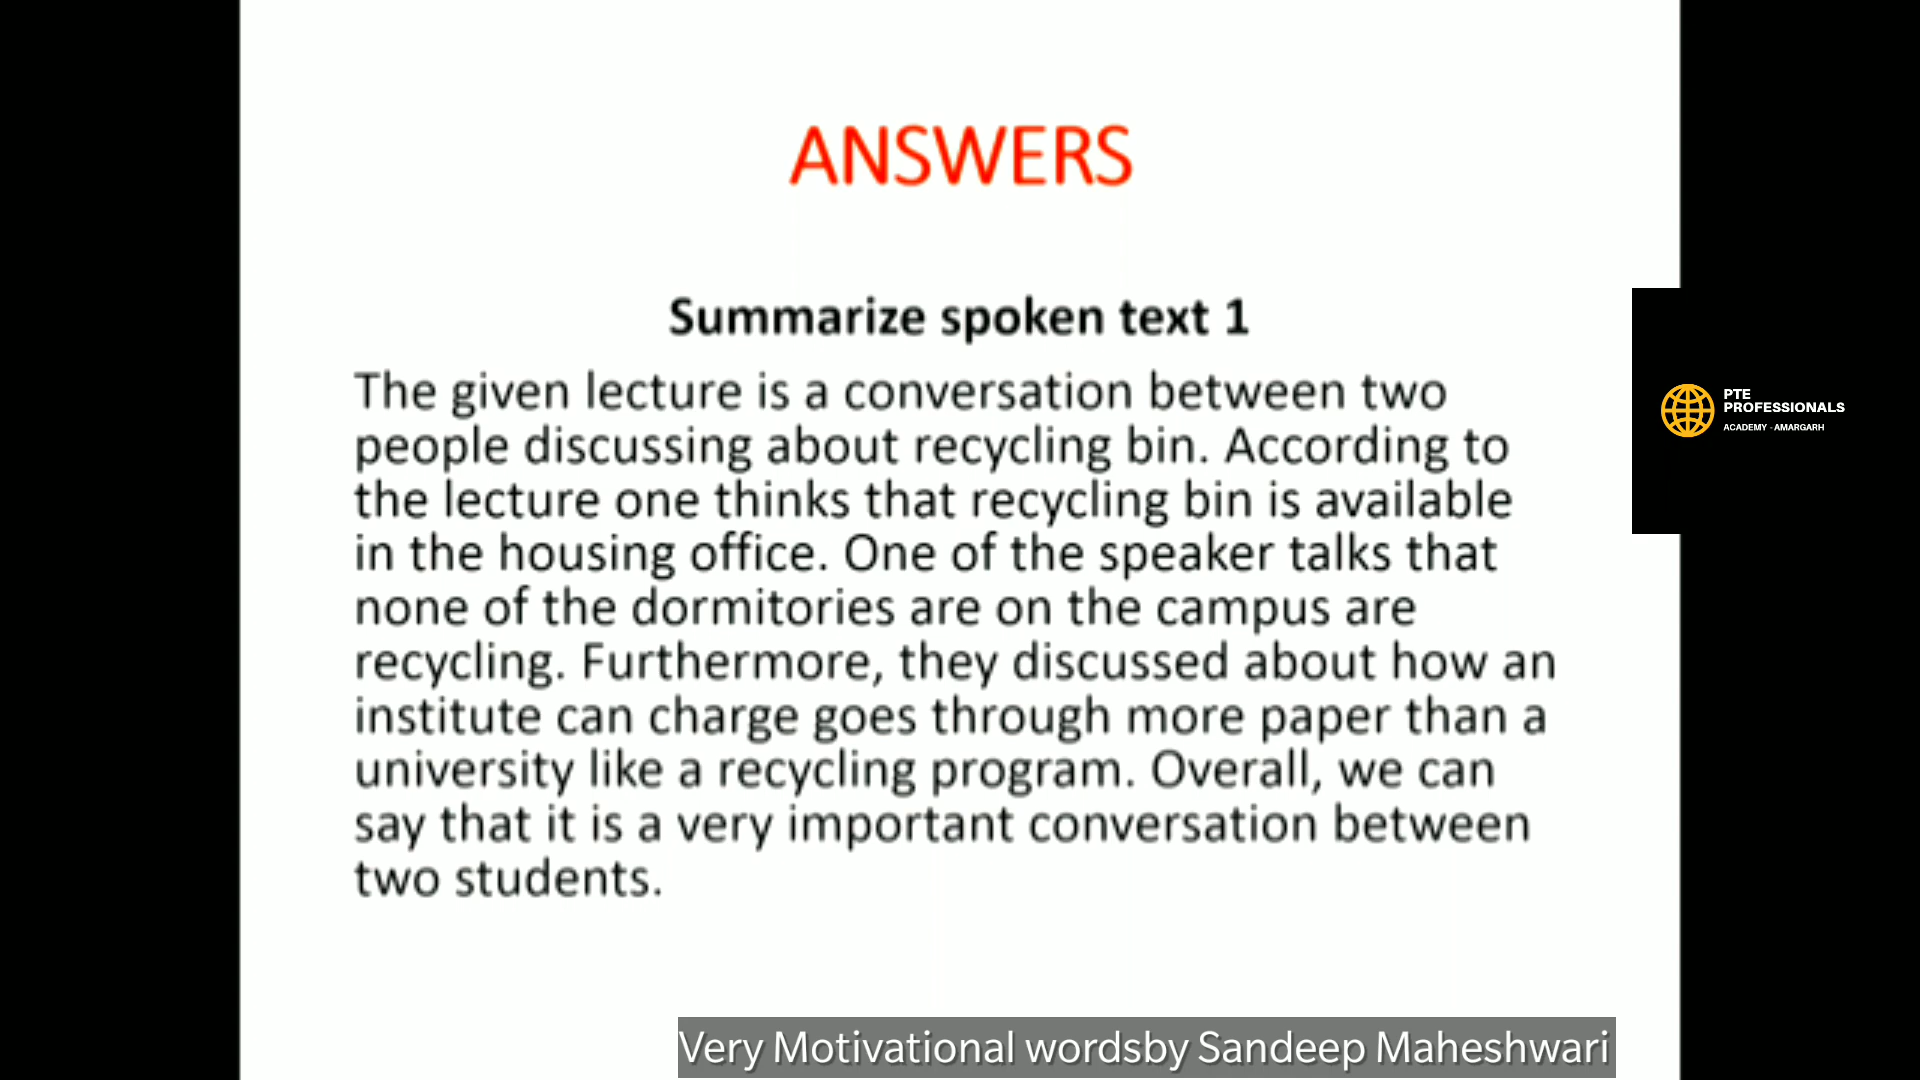 ANSWERS
Summarize spoken text 1
The given lecture is a conversation between two
people discussing about recycling bin. According to
the lecture one thinks that recycling bin is available
in the housing office. One of the speaker talks that
none of the dormitories are on the campus are
recycling. Furthermore, they discussed about how an
institute can charge goes through more paper than a
university like a recycling program. Overall, we can
say that it is a very important conversation between
two students.
PTE
PROFESSIONALS
ACADEMY - AMARGARH
Very Motivational wordsby Sandeep Maheshwari